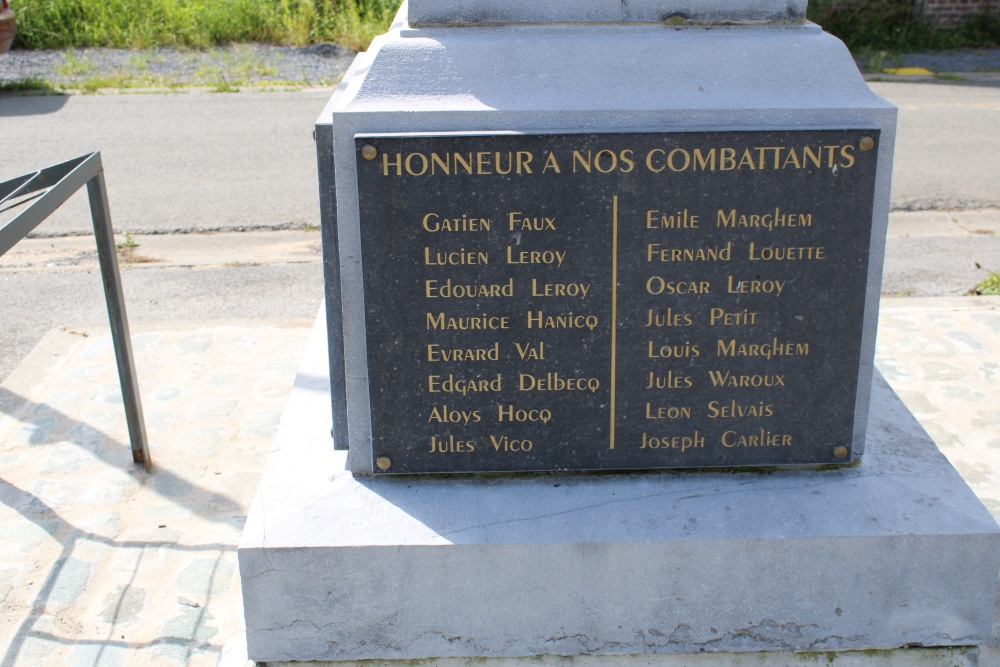 HONNEUR A NOS COMBATTANTS
Gatien Faux
Lucien Leroy
Edouard Leroy
Maurice Hanicq
Evrard Val
Edgard Delbecq
Aloys Hocq
Jules Vico
Emile Marghem
Fernand Louette
Oscar Leroy
Jules Petit
Louis Marghem
Jules Waroux
Leon Selvais
Joseph Carlier